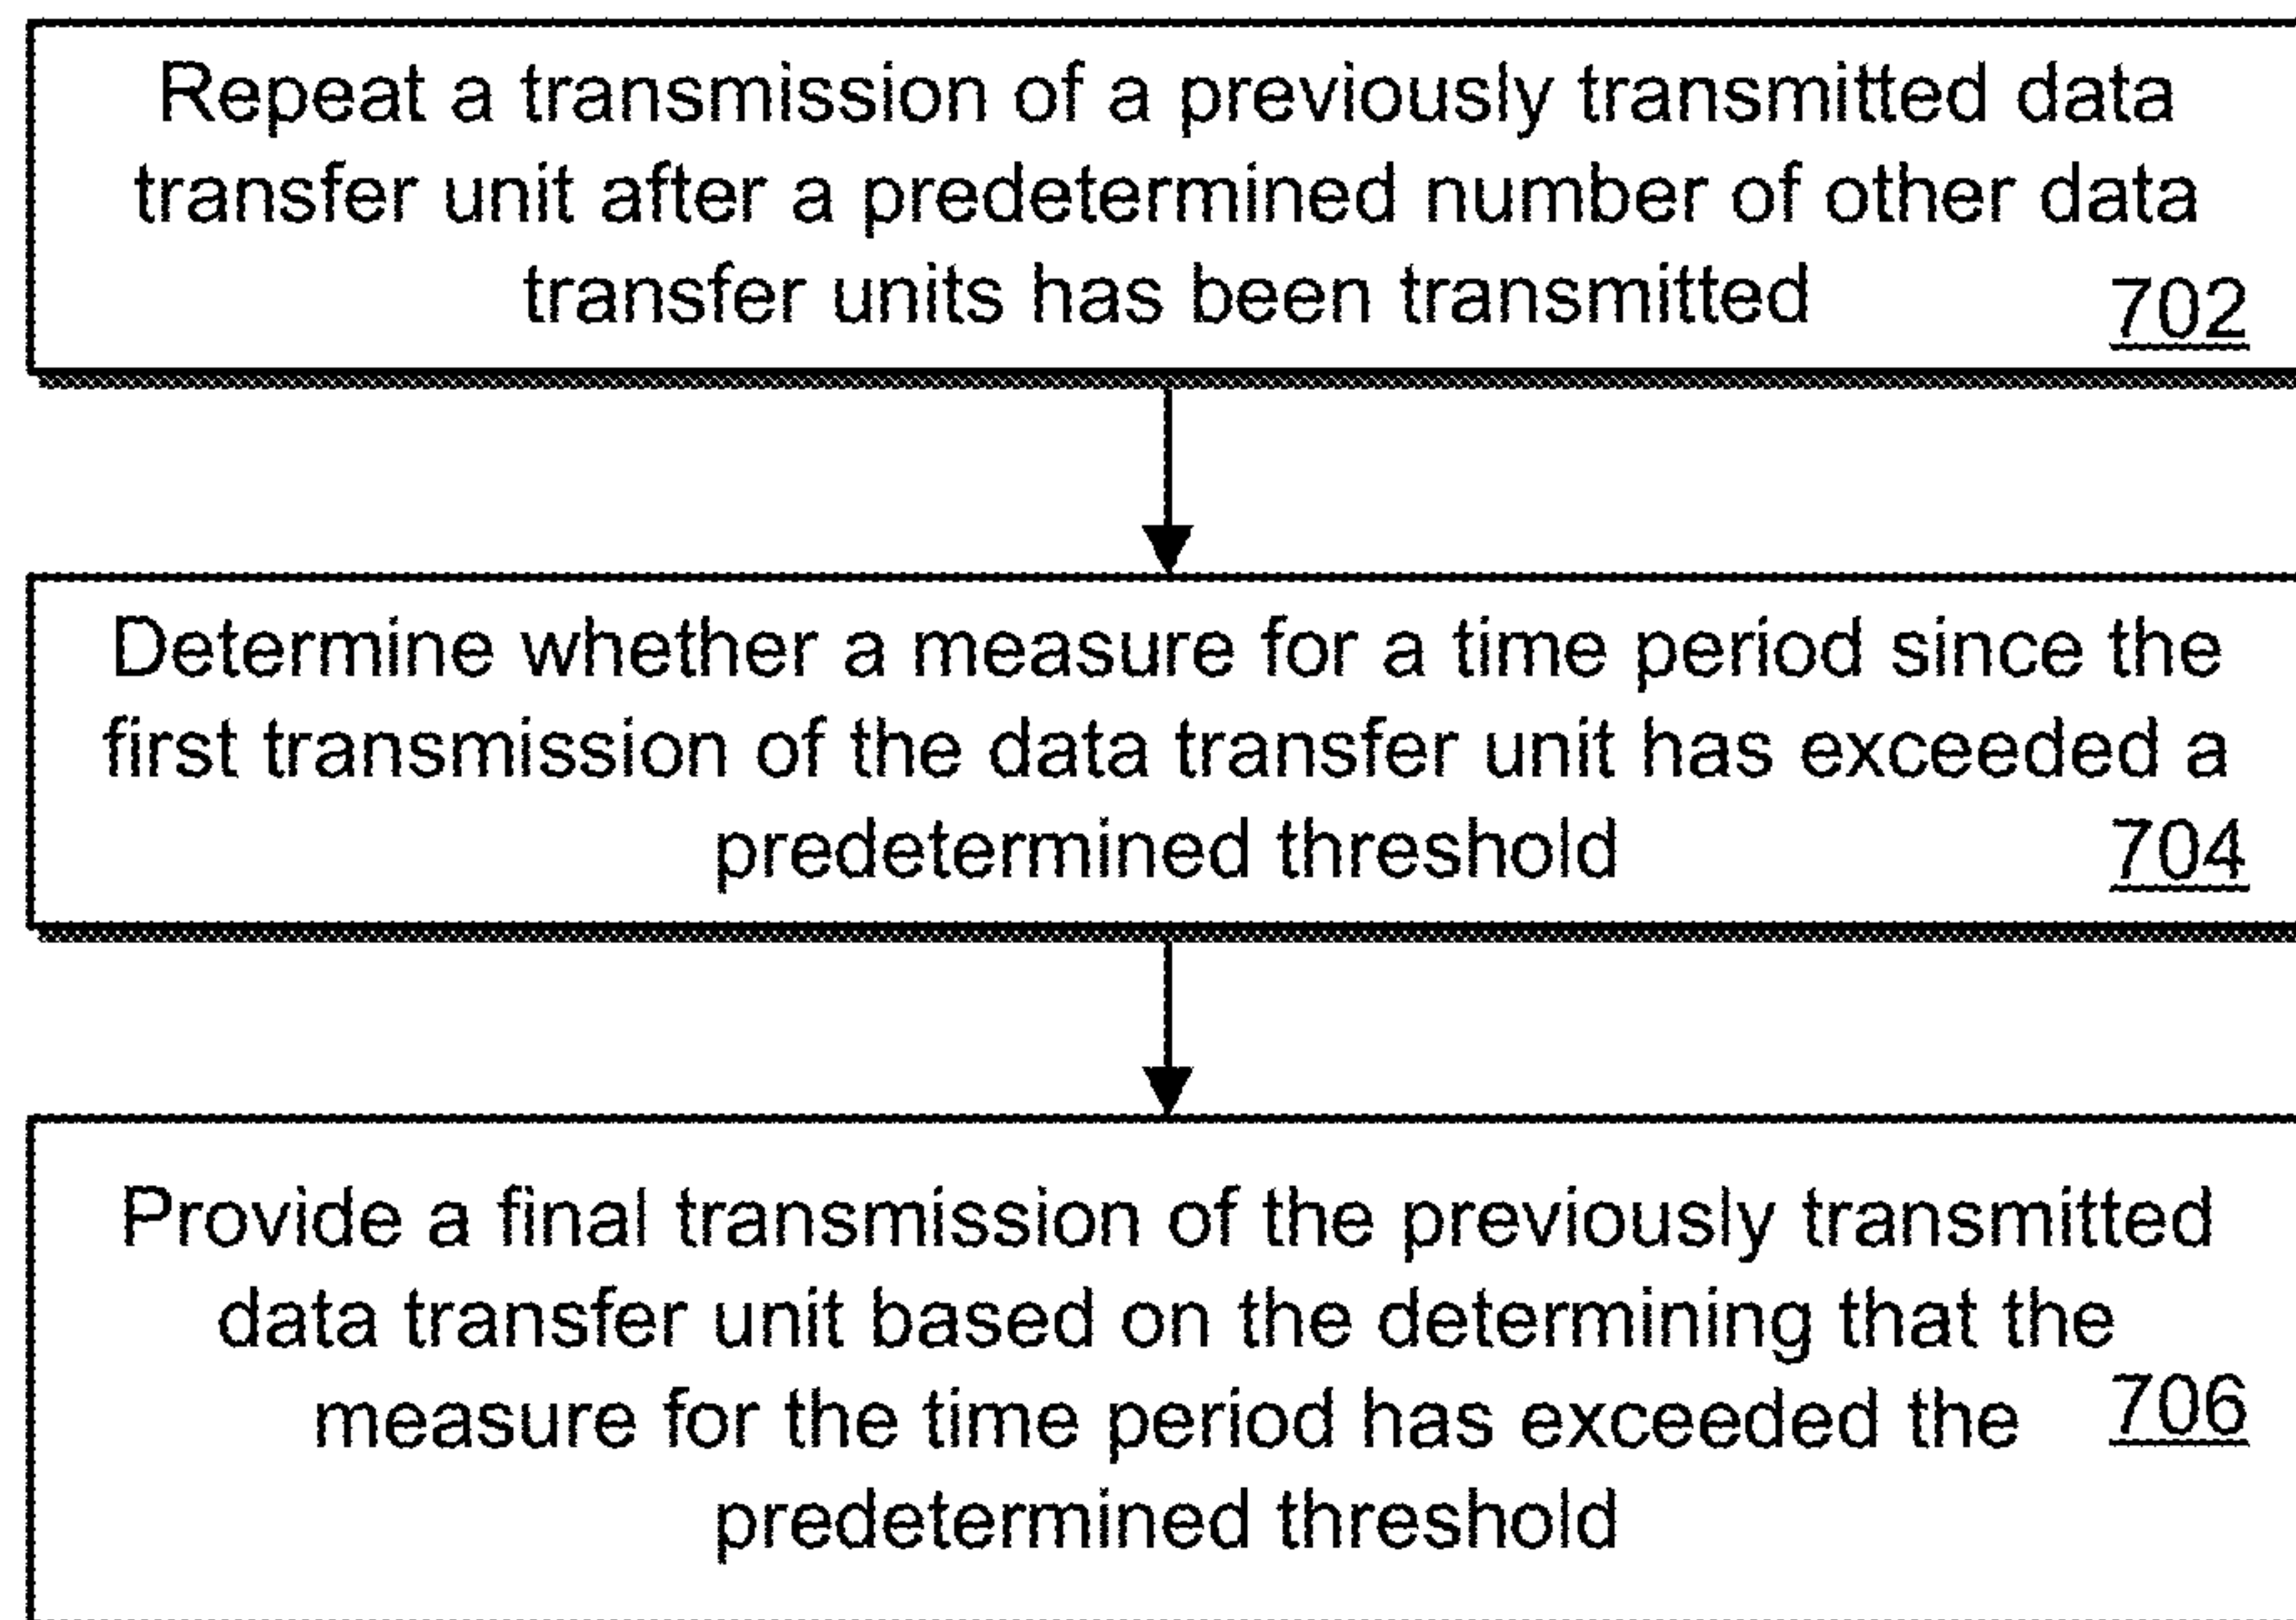 Repeat a transmission of a previously transmitted data
transfer unit after a predetermined number of other data
transfer units has been transmitted 702
Determine whether a measure for a time period since the
first transmission of the data transfer unit has exceeded a
predetermined threshold 704
Provide a final transmission of the previously transmitted
data transfer unit based on the determining that the
measure for the time period has exceeded the 706
predetermined threshold